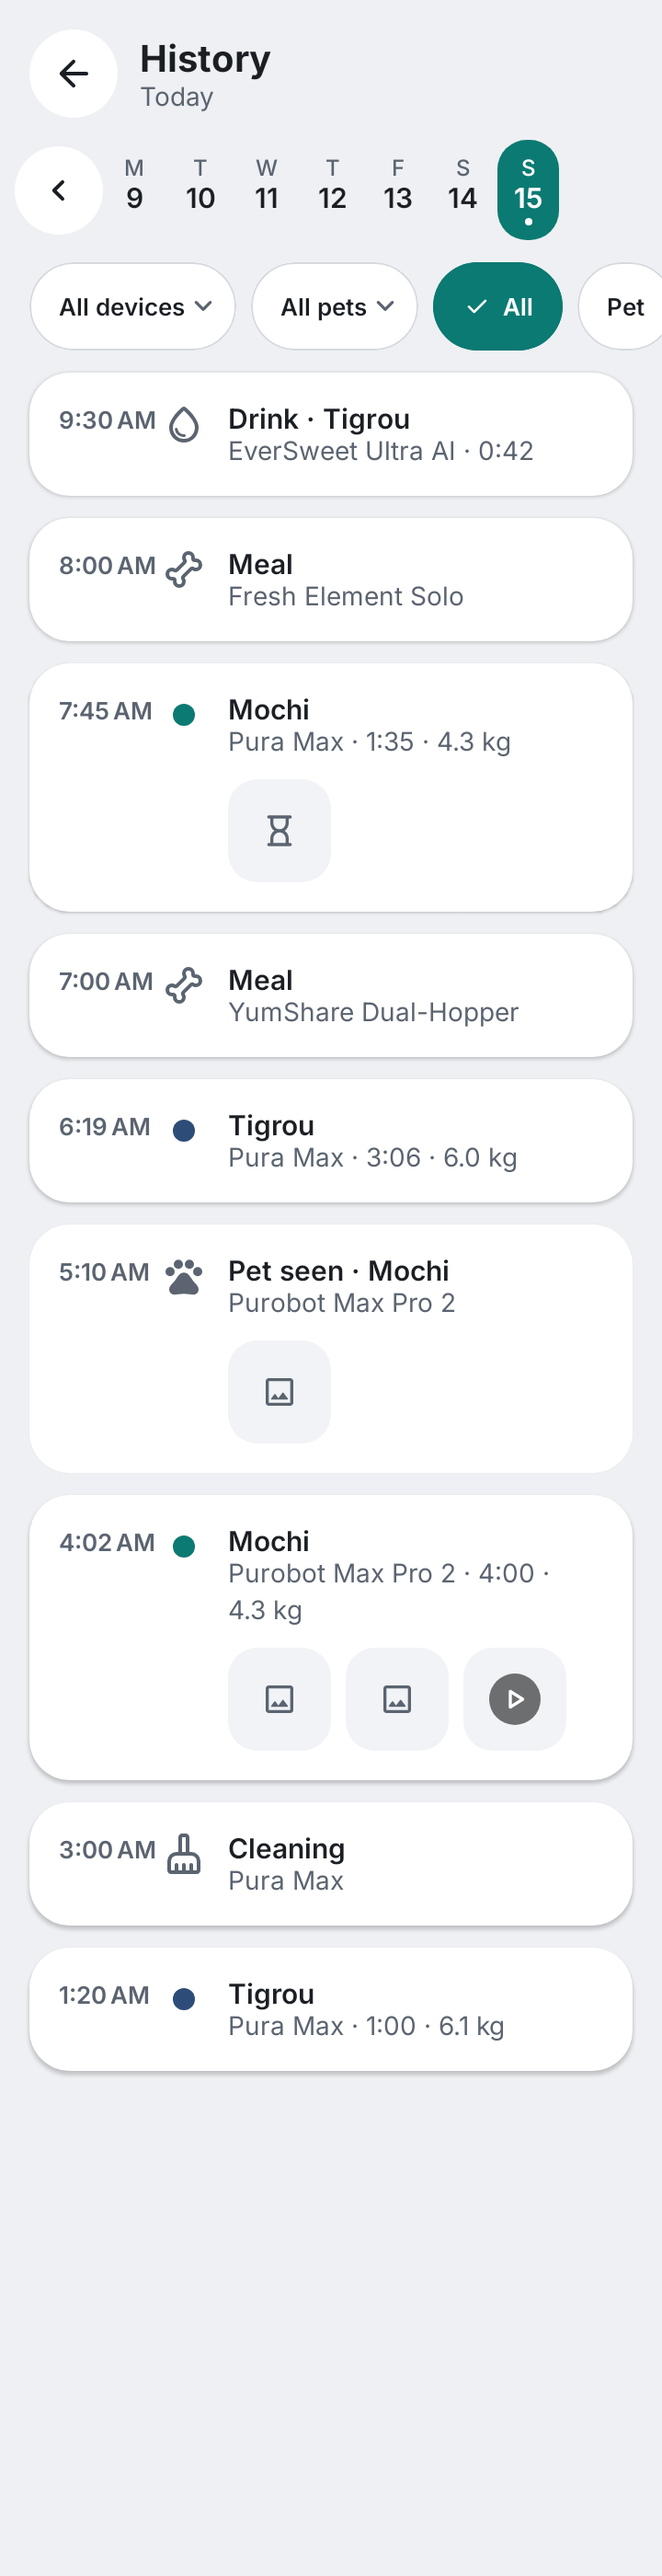 History
Today
M T W T F S S
9 10 11 12 13 14 15
All devices All pets All Pet
9:30 AM Drink · Tigrou
EverSweet Ultra AI · 0:42
8:00 AM Meal
Fresh Element Solo
7:45 AM Mochi
Pura Max · 1:35 · 4.3 kg
7:00 AM Meal
YumShare Dual-Hopper
6:19 AM Tigrou
Pura Max · 3:06 · 6.0 kg
5:10 AM Pet seen · Mochi
Purobot Max Pro 2
4:02 AM Mochi
Purobot Max Pro 2 · 4:00 ·
4.3 kg
3:00 AM Cleaning
Pura Max
1:20 AM Tigrou
Pura Max · 1:00 · 6.1 kg